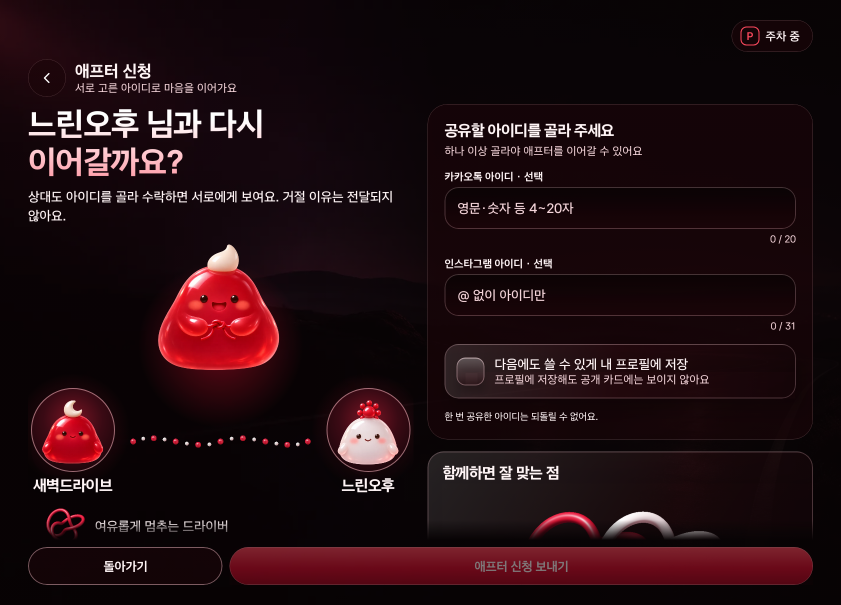 P 주차 중
애프터 신청
서로 고른 아이디로 마음을 이어가요
느린오후 님과 다시
이어갈까요?
상대도 아이디를 골라 수락하면 서로에게 보여요. 거절 이유는 전달되지
않아요.
새벽드라이브
느린오후
여유롭게 멈추는 드라이버
공유할 아이디를 골라 주세요
하나 이상 골라야 애프터를 이어갈 수 있어요
카카오톡 아이디 · 선택
영문·숫자 등 4~20자
0 / 20
인스타그램 아이디 · 선택
@ 없이 아이디만
0 / 31
다음에도 쓸 수 있게 내 프로필에 저장
프로필에 저장해도 공개 카드에는 보이지 않아요
한 번 공유한 아이디는 되돌릴 수 없어요.
함께하면 잘 맞는 점
돌아가기
애프터 신청 보내기